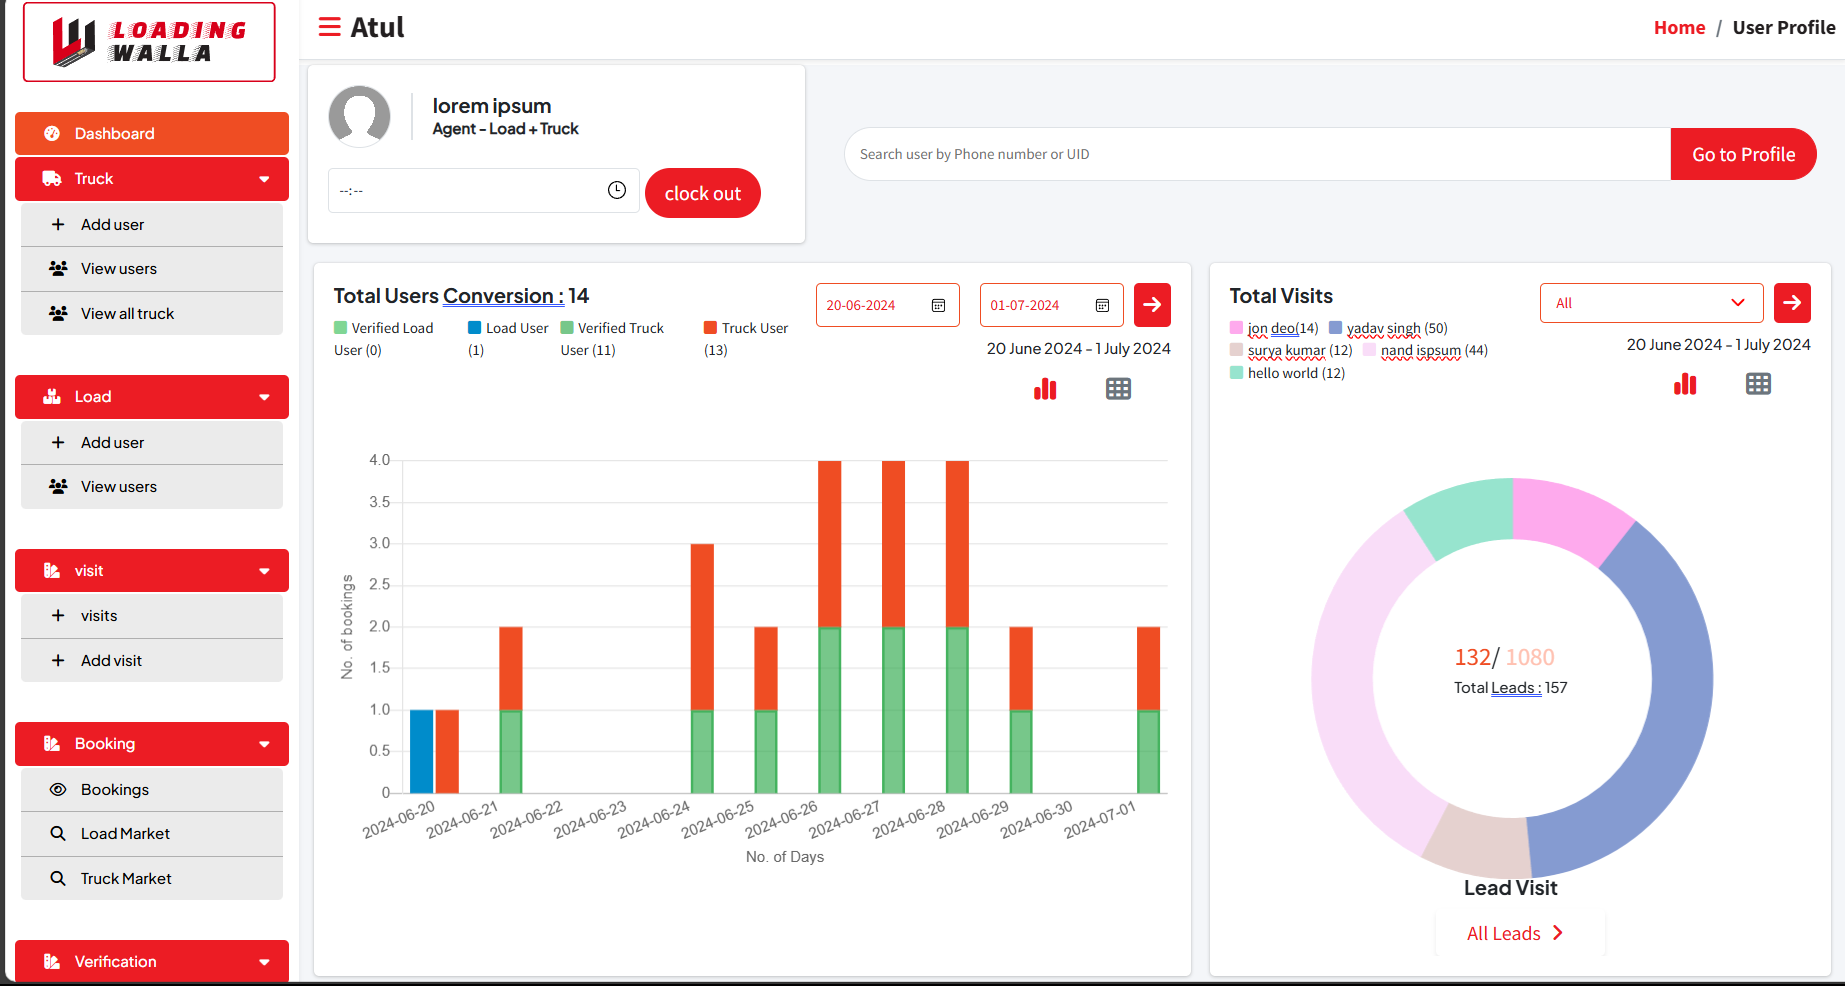 LOADING
WALLA
Atul
Home / User Profile
Dashboard
Truck
Add user
View users
View all truck
Load
Add user
View users
visit
visits
Add visit
Booking
Bookings
Load Market
Truck Market
Verification
lorem ipsum
Agent - Load + Truck
--:--
clock out
Search user by Phone number or UID
Go to Profile
Total Users Conversion : 14
20-06-2024
01-07-2024
Verified Load User (0)
Load User (1)
Verified Truck User (11)
Truck User (13)
20 June 2024 - 1 July 2024
No. of bookings
4.0
3.5
3.0
2.5
2.0
1.5
1.0
0.5
0
2024-06-20
2024-06-21
2024-06-22
2024-06-23
2024-06-24
2024-06-25
2024-06-26
2024-06-27
2024-06-28
2024-06-29
2024-06-30
2024-07-01
No. of Days
Total Visits
All
jon deo(14) yadav singh (50)
surya kumar (12) nand ispsum (44)
hello world (12)
20 June 2024 - 1 July 2024
132/ 1080
Total Leads : 157
Lead Visit
All Leads